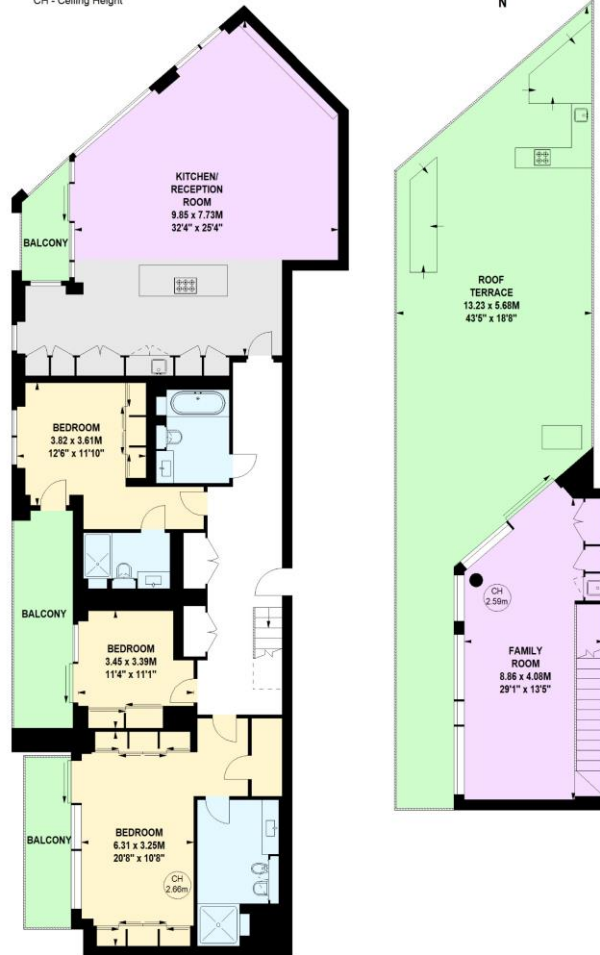 CH - Ceiling Height
N
KITCHEN/
RECEPTION
ROOM
9.85 x 7.73M
32'4" x 25'4"
BALCONY
BEDROOM
3.82 x 3.61M
12'6" x 11'10"
BALCONY
BEDROOM
3.45 x 3.39M
11'4" x 11'1"
BALCONY
BEDROOM
6.31 x 3.25M
20'8" x 10'8"
CH
2.66m
ROOF
TERRACE
13.23 x 5.68M
43'5" x 18'8"
CH
2.59m
FAMILY
ROOM
8.86 x 4.08M
29'1" x 13'5"